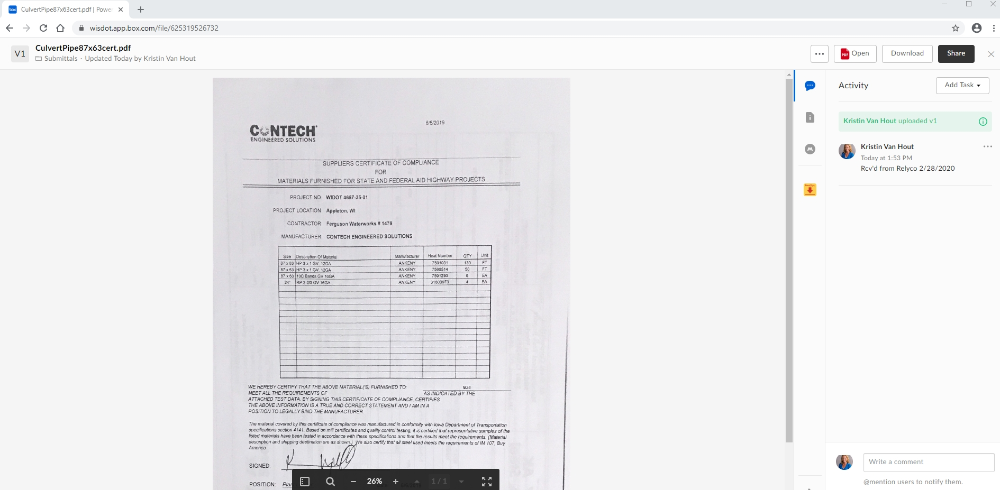 CulvertPipe87x63cert.pdf | Power
wisdot.app.box.com/file/625319526732
V1
CulvertPipe87x63cert.pdf
Submittals · Updated Today by Kristin Van Hout
Open
Download
Share
Activity
Add Task
Kristin Van Hout uploaded v1
Kristin Van Hout
Today at 1:53 PM
Rcv'd from Relyco 2/28/2020
6/6/2019
CONTECH
ENGINEERED SOLUTIONS
SUPPLIERS CERTIFICATE OF COMPLIANCE
FOR
MATERIALS FURNISHED FOR STATE AND FEDERAL AID HIGHWAY PROJECTS
PROJECT NO WIDOT 4657-25-01
PROJECT LOCATION Appleton, WI
CONTRACTOR Ferguson Waterworks # 1476
MANUFACTURER CONTECH ENGINEERED SOLUTIONS
Size Description Of Material Manufacturer Heat Number QTY Unit
87 x 63 HP 3 x 1 GV. 12GA ANKENY 7591001 130 FT
87 x 63 HP 3 x 1 GV. 12GA ANKENY 7590514 50 FT
87 x 63 10C Bands GV 16GA ANKENY 7591290 6 EA
24" RP 2 2/3 GV 16GA ANKENY 31803970 4 EA
WE HEREBY CERTIFY THAT THE ABOVE MATERIAL('S) FURNISHED TO: M36
MEET ALL THE REQUIREMENTS OF AS INDICATED BY THE
ATTACHED TEST DATA. BY SIGNING THIS CERTIFICATE OF COMPLIANCE, CERTIFIES
THE ABOVE INFORMATION IS A TRUE AND CORRECT STATEMENT AND I AM IN A
POSITION TO LEGALLY BIND THE MANUFACTURER.
The material covered by this certificate of compliance was manufactured in conformity with Iowa Department of Transportation
specifications section 4141. Based on mill certificates and quality control testing, it is certified that representative samples of the
listed materials have been tested in accordance with these specifications and that the results meet the requirements. (Material
description and shipping destination are as shown.) We also certify that all steel used meets the requirements of IM 107, Buy
America
SIGNED:
POSITION: Plan
26%
1 / 1
Write a comment
@mention users to notify them.